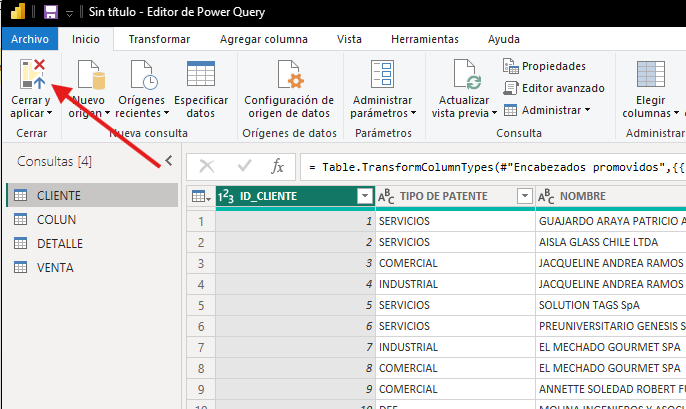 Sin título - Editor de Power Query
Archivo Inicio Transformar Agregar columna Vista Herramientas Ayuda
Cerrar y aplicar
Nuevo origen
Orígenes recientes
Especificar datos
Configuración de origen de datos
Administrar parámetros
Actualizar vista previa
Propiedades
Editor avanzado
Administrar
Elegir columnas
Cerrar Nueva consulta Orígenes de datos Parámetros Consulta Administrar
Consultas [4]
CLIENTE
COLUN
DETALLE
VENTA
fx = Table.TransformColumnTypes(#"Encabezados promovidos",{{
1²3 ID_CLIENTE ABC TIPO DE PATENTE ABC NOMBRE
1 1 SERVICIOS GUAJARDO ARAYA PATRICIO A
2 2 SERVICIOS AISLA GLASS CHILE LTDA
3 3 COMERCIAL JACQUELINE ANDREA RAMOS
4 4 INDUSTRIAL JACQUELINE ANDREA RAMOS
5 5 SERVICIOS SOLUTION TAGS SpA
6 6 SERVICIOS PREUNIVERSITARIO GENESIS S
7 7 INDUSTRIAL EL MECHADO GOURMET SPA
8 8 COMERCIAL EL MECHADO GOURMET SPA
9 9 COMERCIAL ANNETTE SOLEDAD ROBERT FU